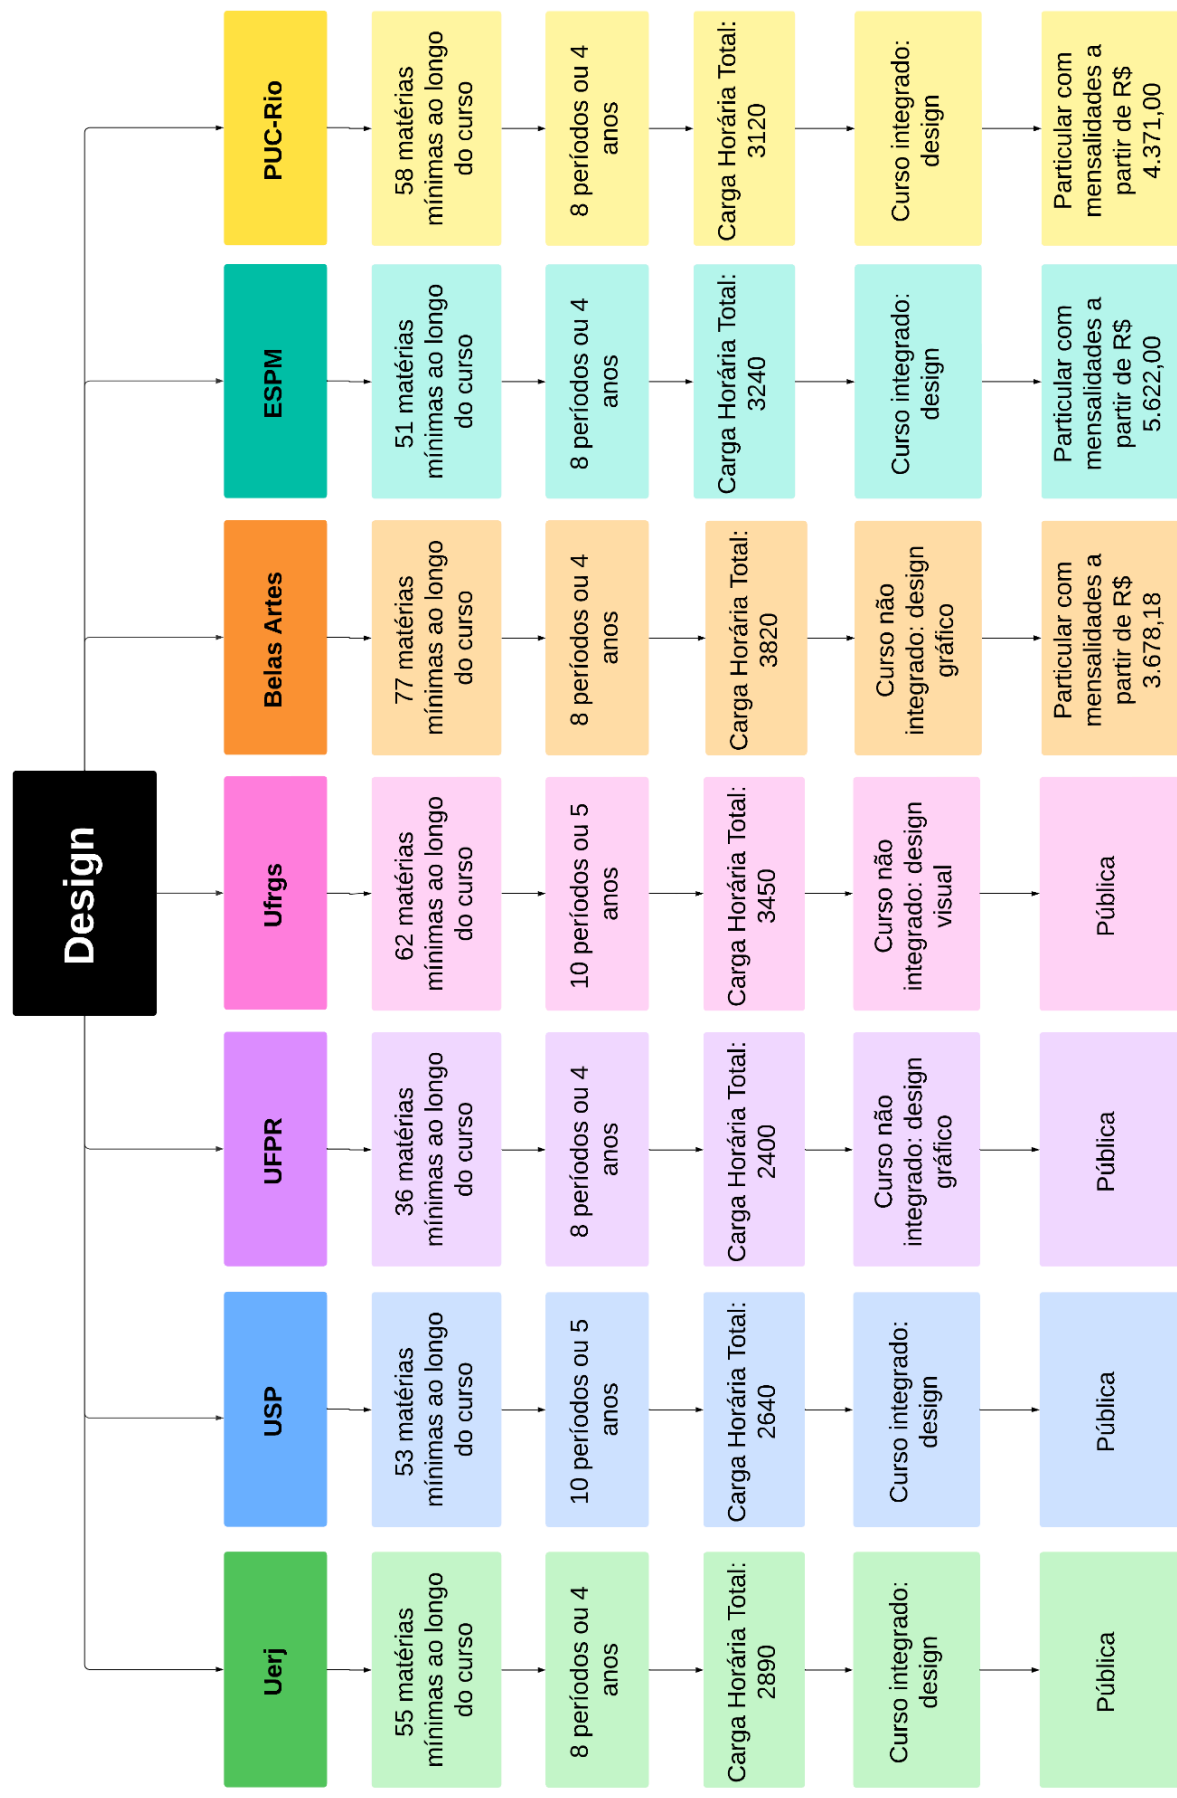 Design
Uerj
55 matérias
mínimas ao longo
do curso
8 períodos ou 4
anos
Carga Horária Total:
2890
Curso integrado:
design
Pública
USP
53 matérias
mínimas ao longo
do curso
10 períodos ou 5
anos
Carga Horária Total:
2640
Curso integrado:
design
Pública
UFPR
36 matérias
mínimas ao longo
do curso
8 períodos ou 4
anos
Carga Horária Total:
2400
Curso não
integrado: design
gráfico
Pública
Ufrgs
62 matérias
mínimas ao longo
do curso
10 períodos ou 5
anos
Carga Horária Total:
3450
Curso não
integrado: design
visual
Pública
Belas Artes
77 matérias
mínimas ao longo
do curso
8 períodos ou 4
anos
Carga Horária Total:
3820
Curso não
integrado: design
gráfico
Particular com
mensalidades a
partir de R$
3.678,18
ESPM
51 matérias
mínimas ao longo
do curso
8 períodos ou 4
anos
Carga Horária Total:
3240
Curso integrado:
design
Particular com
mensalidades a
partir de R$
5.622,00
PUC-Rio
58 matérias
mínimas ao longo
do curso
8 períodos ou 4
anos
Carga Horária Total:
3120
Curso integrado:
design
Particular com
mensalidades a
partir de R$
4.371,00